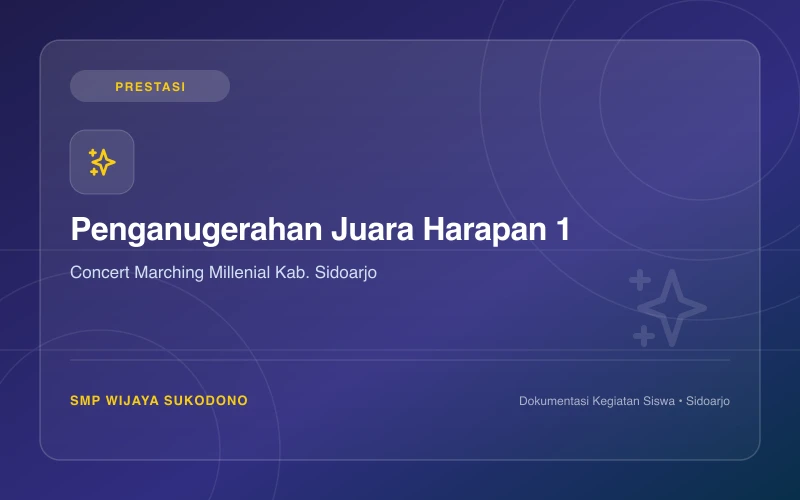 PRESTASI
Penganugerahan Juara Harapan 1
Concert Marching Millenial Kab. Sidoarjo
SMP WIJAYA SUKODONO
Dokumentasi Kegiatan Siswa • Sidoarjo